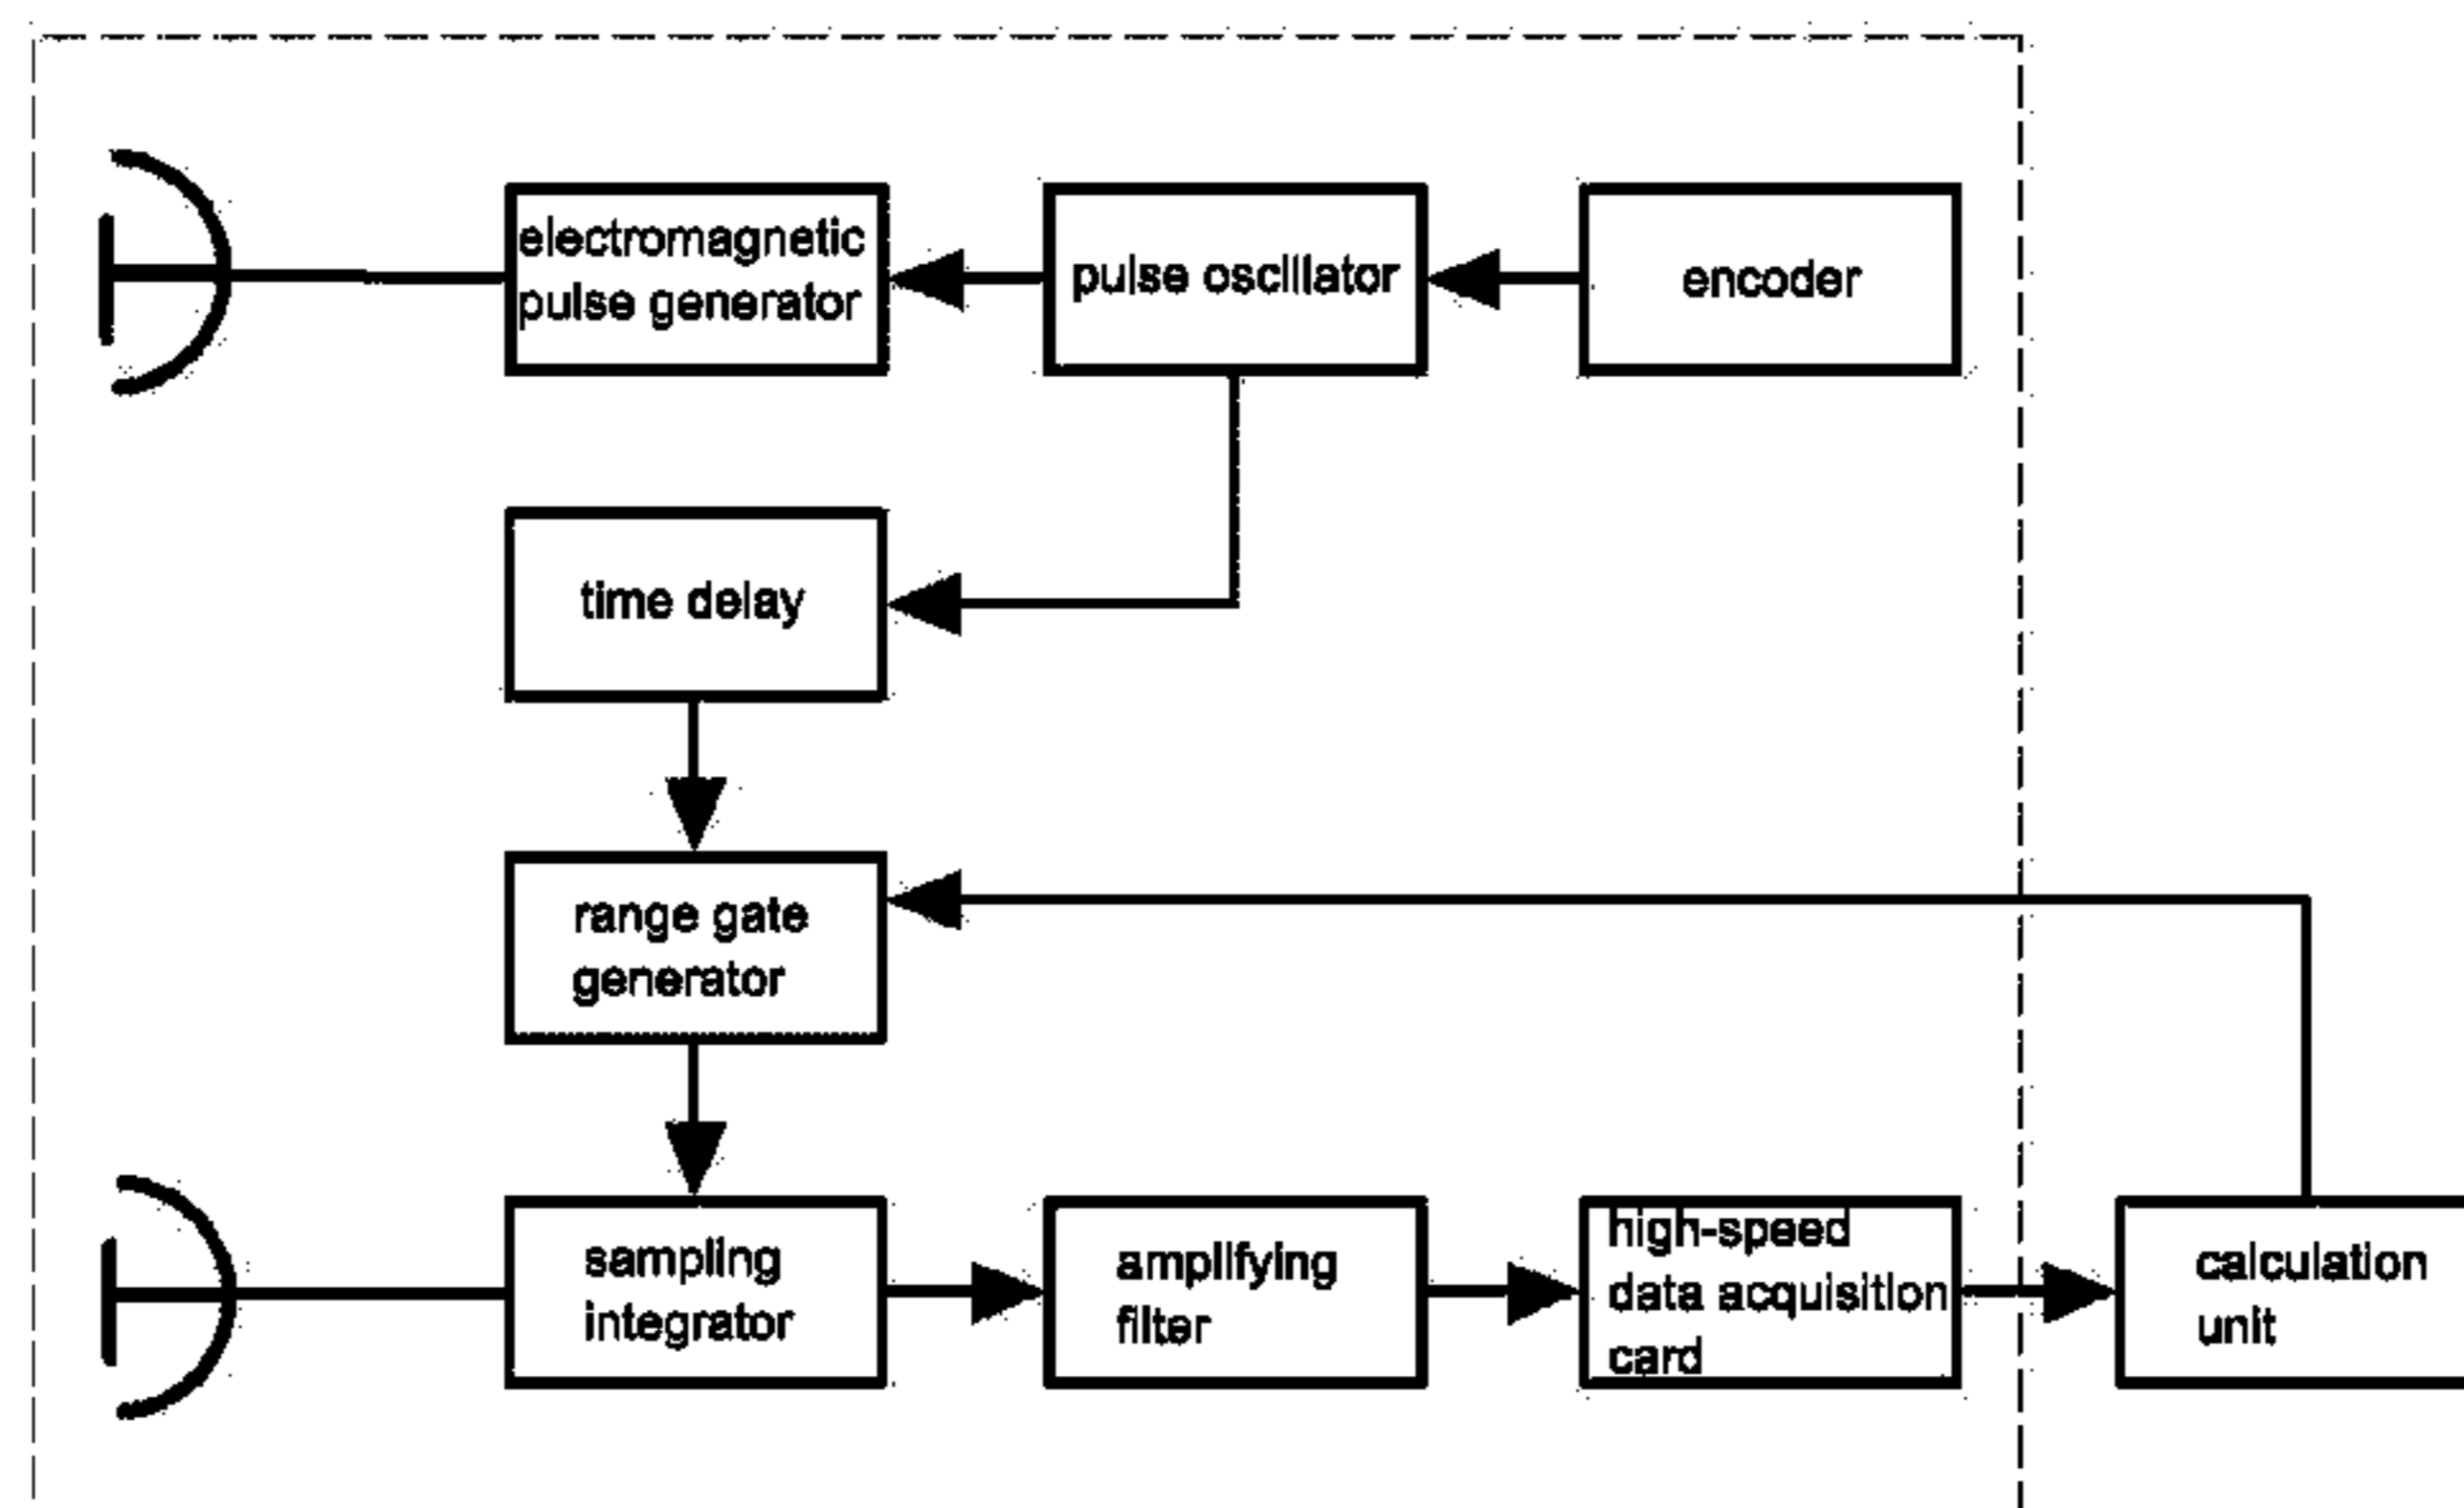 electromagnetic
pulse generator
pulse oscillator
encoder
time delay
range gate
generator
sampling
integrator
amplifying
filter
high-speed
data acquisition
card
calculation
unit